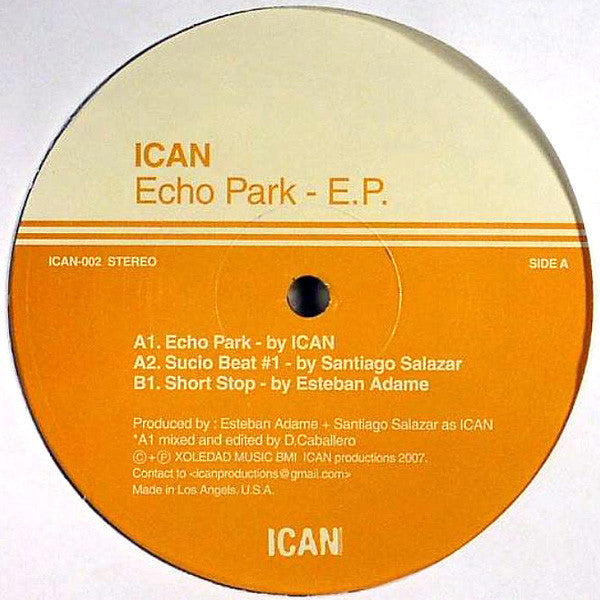 ICAN
Echo Park - E.P.
ICAN-002 STEREO
SIDE A
A1. Echo Park - by ICAN
A2. Sucio Beat #1 - by Santiago Salazar
B1. Short Stop - by Esteban Adame
Produced by : Esteban Adame + Santiago Salazar as ICAN
*A1 mixed and edited by D.Caballero
Ⓒ+Ⓟ XOLEDAD MUSIC BMI ICAN productions 2007.
Contact to <icanproductions@gmail.com>
Made in Los Angels, U.S.A.
ICAN